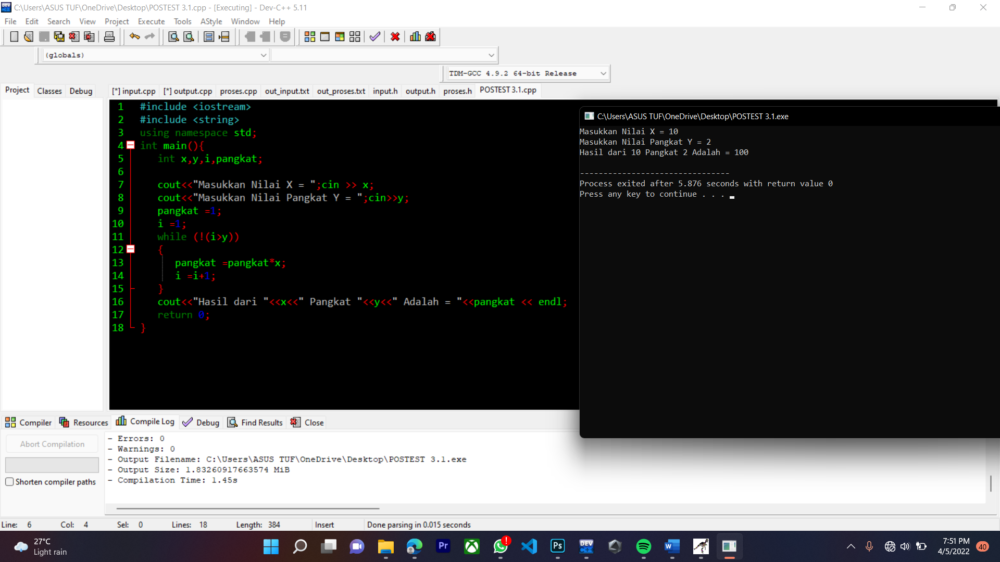 C:\Users\ASUS TUF\OneDrive\Desktop\POSTEST 3.1.cpp - [Executing] - Dev-C++ 5.11
File Edit Search View Project Execute Tools AStyle Window Help
(globals)
TDM-GCC 4.9.2 64-bit Release
Project Classes Debug
[*] input.cpp [*] output.cpp proses.cpp out_input.txt out_proses.txt input.h output.h proses.h POSTEST 3.1.cpp
1 #include <iostream>
2 #include <string>
3 using namespace std;
4 int main(){
5 int x,y,i,pangkat;
6
7 cout<<"Masukkan Nilai X = ";cin >> x;
8 cout<<"Masukkan Nilai Pangkat Y = ";cin>>y;
9 pangkat =1;
10 i =1;
11 while (!(i>y))
12 {
13 pangkat =pangkat*x;
14 i =i+1;
15 }
16 cout<<"Hasil dari "<<x<<" Pangkat "<<y<<" Adalah = "<<pangkat << endl;
17 return 0;
18 }
C:\Users\ASUS TUF\OneDrive\Desktop\POSTEST 3.1.exe
Masukkan Nilai X = 10
Masukkan Nilai Pangkat Y = 2
Hasil dari 10 Pangkat 2 Adalah = 100
--------------------------------
Process exited after 5.876 seconds with return value 0
Press any key to continue . . .
Compiler Resources Compile Log Debug Find Results Close
Abort Compilation
Shorten compiler paths
- Errors: 0
- Warnings: 0
- Output Filename: C:\Users\ASUS TUF\OneDrive\Desktop\POSTEST 3.1.exe
- Output Size: 1.83260917663574 MiB
- Compilation Time: 1.45s
Line: 6 Col: 4 Sel: 0 Lines: 18 Length: 384 Insert Done parsing in 0.015 seconds
27°C
Light rain
Pr
!
Ps
DEV
W
7:51 PM
4/5/2022
40